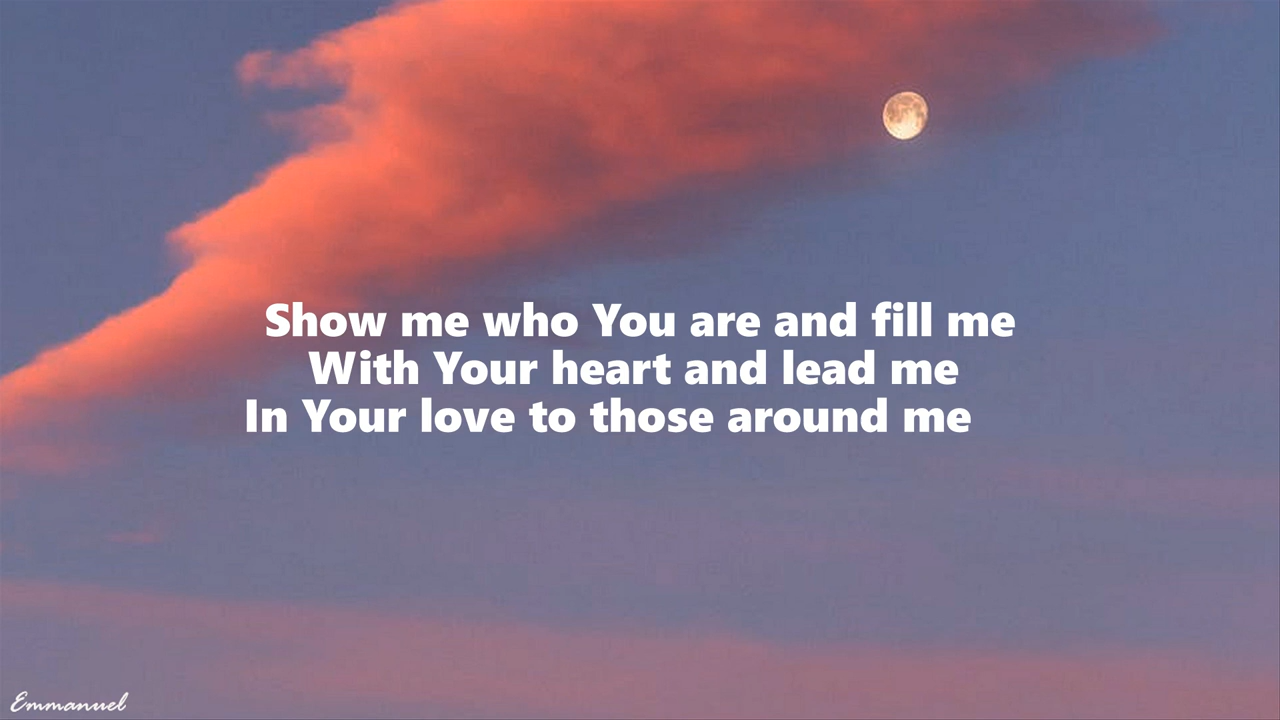 Show me who You are and fill me
With Your heart and lead me
In Your love to those around me
Emmanuel